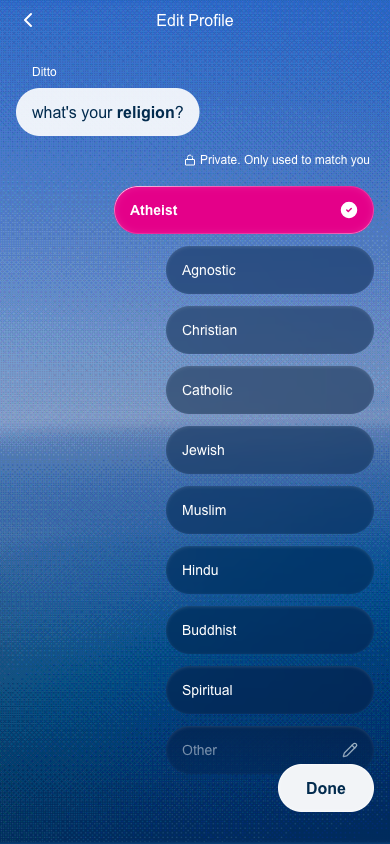 Edit Profile
Ditto
what's your religion?
Private. Only used to match you
Atheist
Agnostic
Christian
Catholic
Jewish
Muslim
Hindu
Buddhist
Spiritual
Other
Done